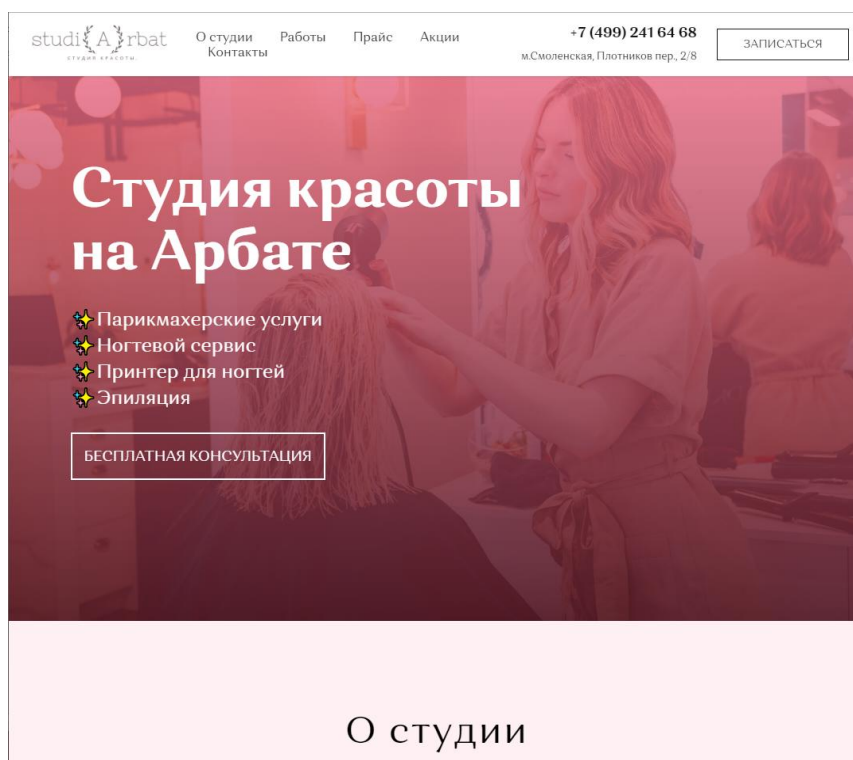 studi{A}rbat
СТУДИЯ КРАСОТЫ.
О студии Работы Прайс Акции
Контакты
+7 (499) 241 64 68
м.Смоленская, Плотников пер., 2/8
ЗАПИСАТЬСЯ
Студия красоты
на Арбате
Парикмахерские услуги
Ногтевой сервис
Принтер для ногтей
Эпиляция
БЕСПЛАТНАЯ КОНСУЛЬТАЦИЯ
О студии